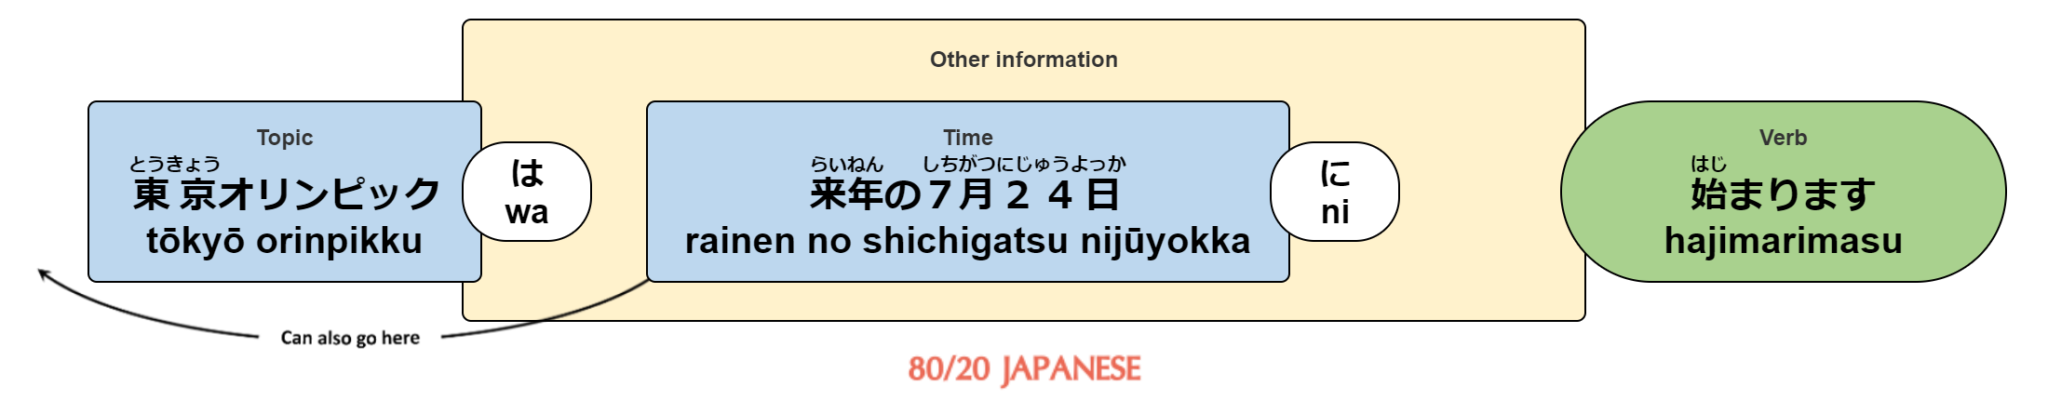 Other information
Topic
とうきょう
東京オリンピック
tōkyō orinpikku
は
wa
Time
らいねん しちがつにじゅうよっか
来年の７月２４日
rainen no shichigatsu nijūyokka
に
ni
Verb
はじ
始まります
hajimarimasu
Can also go here
80/20 JAPANESE